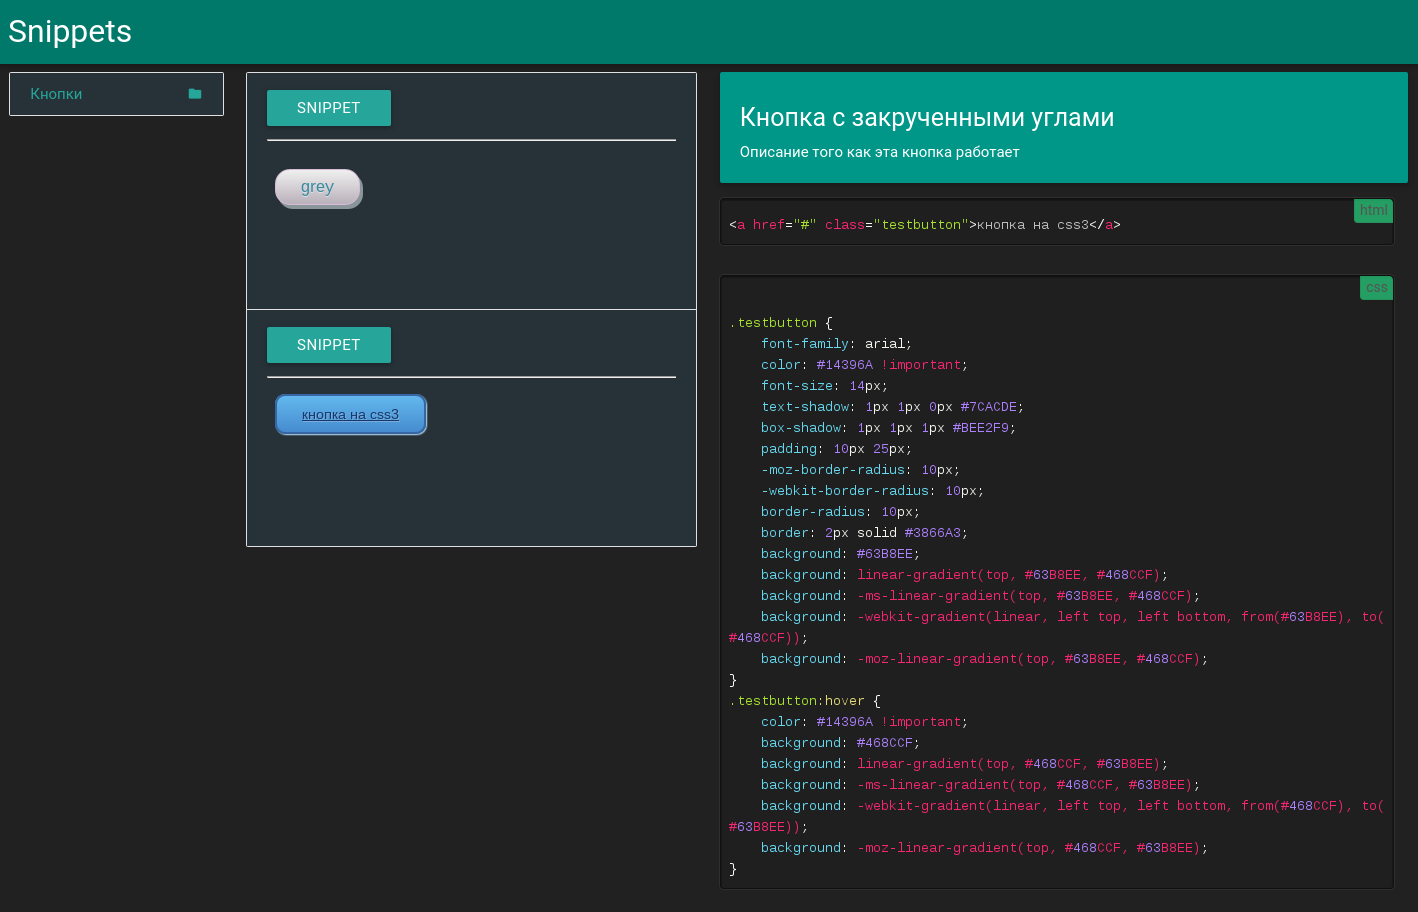 Snippets
Кнопки
SNIPPET
grey
SNIPPET
кнопка на css3
Кнопка с закрученными углами
Описание того как эта кнопка работает
html
<a href="#" class="testbutton">кнопка на css3</a>
css
.testbutton {
    font-family: arial;
    color: #14396A !important;
    font-size: 14px;
    text-shadow: 1px 1px 0px #7CACDE;
    box-shadow: 1px 1px 1px #BEE2F9;
    padding: 10px 25px;
    -moz-border-radius: 10px;
    -webkit-border-radius: 10px;
    border-radius: 10px;
    border: 2px solid #3866A3;
    background: #63B8EE;
    background: linear-gradient(top, #63B8EE, #468CCF);
    background: -ms-linear-gradient(top, #63B8EE, #468CCF);
    background: -webkit-gradient(linear, left top, left bottom, from(#63B8EE), to(
#468CCF));
    background: -moz-linear-gradient(top, #63B8EE, #468CCF);
}
.testbutton:hover {
    color: #14396A !important;
    background: #468CCF;
    background: linear-gradient(top, #468CCF, #63B8EE);
    background: -ms-linear-gradient(top, #468CCF, #63B8EE);
    background: -webkit-gradient(linear, left top, left bottom, from(#468CCF), to(
#63B8EE));
    background: -moz-linear-gradient(top, #468CCF, #63B8EE);
}